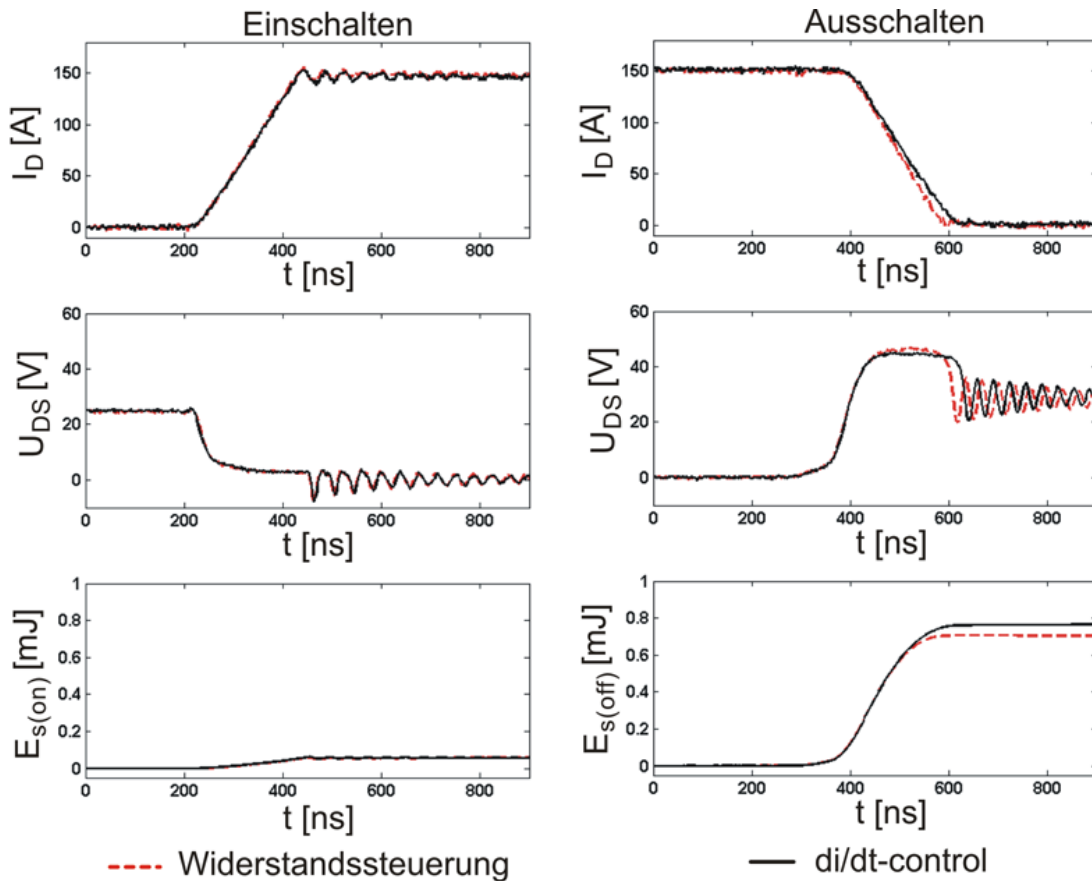 Einschalten
I_D [A]
150
100
50
0
0 200 400 600 800
t [ns]
U_DS [V]
60
40
20
0
0 200 400 600 800
t [ns]
E_s(on) [mJ]
1
0.8
0.6
0.4
0.2
0
0 200 400 600 800
t [ns]
Ausschalten
I_D [A]
150
100
50
0
0 200 400 600 800
t [ns]
U_DS [V]
60
40
20
0
0 200 400 600 800
t [ns]
E_s(off) [mJ]
1
0.8
0.6
0.4
0.2
0
0 200 400 600 800
t [ns]
Widerstandssteuerung
di/dt-control